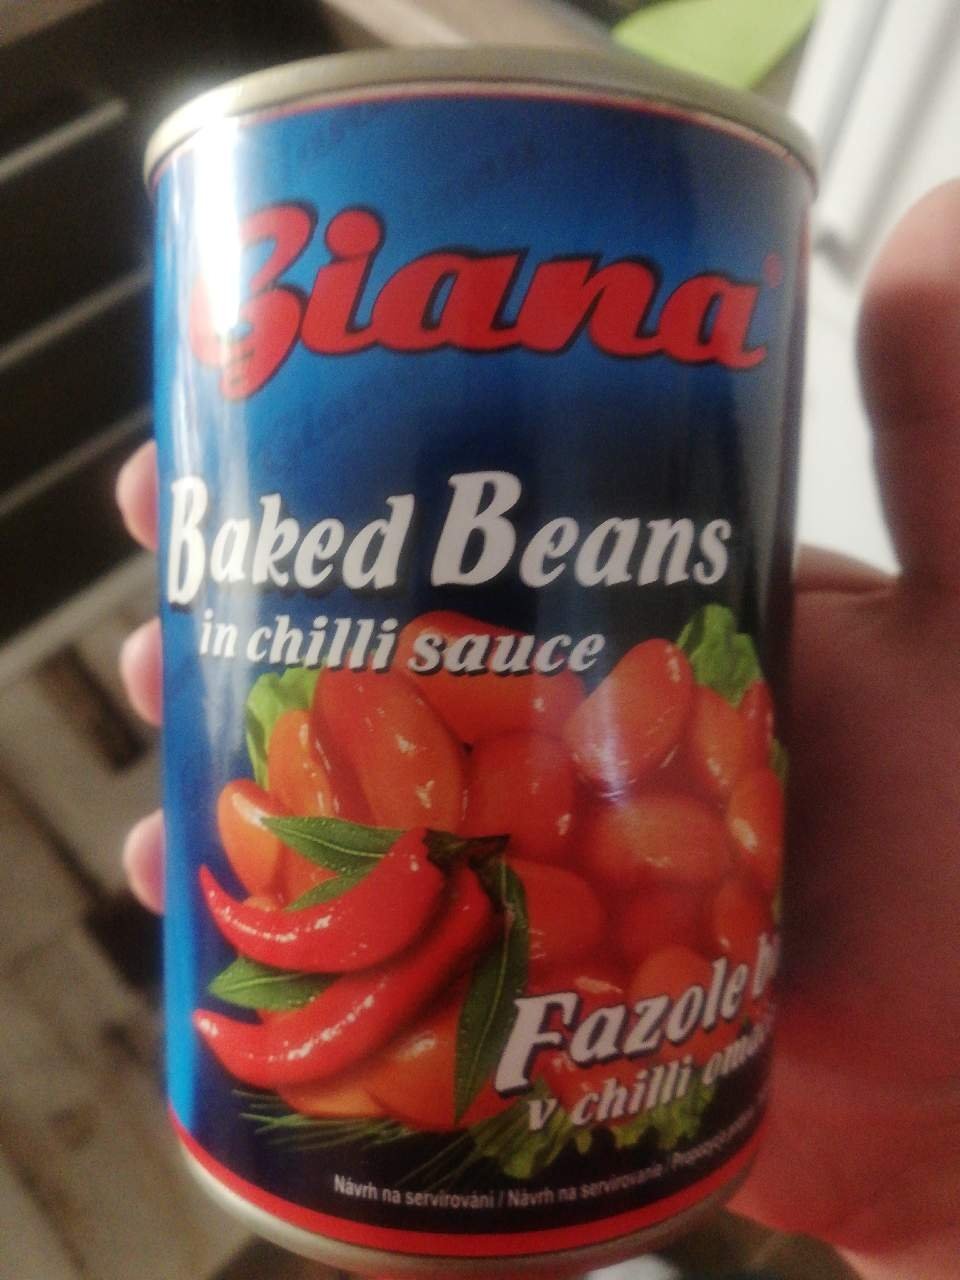 Giana
Baked Beans
in chilli sauce
Fazole
v chilli
Návrh na servírování / Návrh na servírovanie /